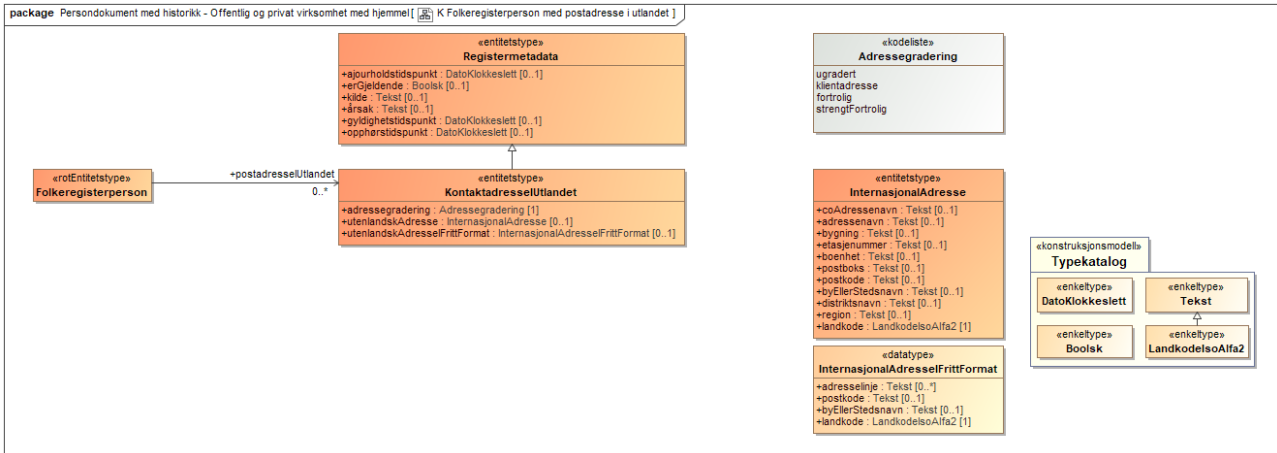 package Persondokument med historikk - Offentlig og privat virksomhet med hjemmel[ K Folkeregisterperson med postadresse i utlandet ]
«entitetstype»
Registermetadata
+ajourholdstidspunkt : DatoKlokkeslett [0..1]
+erGjeldende : Boolsk [0..1]
+kilde : Tekst [0..1]
+årsak : Tekst [0..1]
+gyldighetstidspunkt : DatoKlokkeslett [0..1]
+opphørstidspunkt : DatoKlokkeslett [0..1]
«kodeliste»
Adressegradering
ugradert
klientadresse
fortrolig
strengtFortrolig
«rotEntitetstype»
Folkeregisterperson
+postadresseIUtlandet
0..*
«entitetstype»
KontaktadresseIUtlandet
+adressegradering : Adressegradering [1]
+utenlandskAdresse : InternasjonalAdresse [0..1]
+utenlandskAdresseIFrittFormat : InternasjonalAdresseIFrittFormat [0..1]
«entitetstype»
InternasjonalAdresse
+coAdressenavn : Tekst [0..1]
+adressenavn : Tekst [0..1]
+bygning : Tekst [0..1]
+etasjenummer : Tekst [0..1]
+boenhet : Tekst [0..1]
+postboks : Tekst [0..1]
+postkode : Tekst [0..1]
+byEllerStedsnavn : Tekst [0..1]
+distriktsnavn : Tekst [0..1]
+region : Tekst [0..1]
+landkode : LandkodeIsoAlfa2 [1]
«datatype»
InternasjonalAdresseIFrittFormat
+adresselinje : Tekst [0..*]
+postkode : Tekst [0..1]
+byEllerStedsnavn : Tekst [0..1]
+landkode : LandkodeIsoAlfa2 [1]
«konstruksjonsmodell»
Typekatalog
«enkeltype»
DatoKlokkeslett
«enkeltype»
Tekst
«enkeltype»
Boolsk
«enkeltype»
LandkodeIsoAlfa2